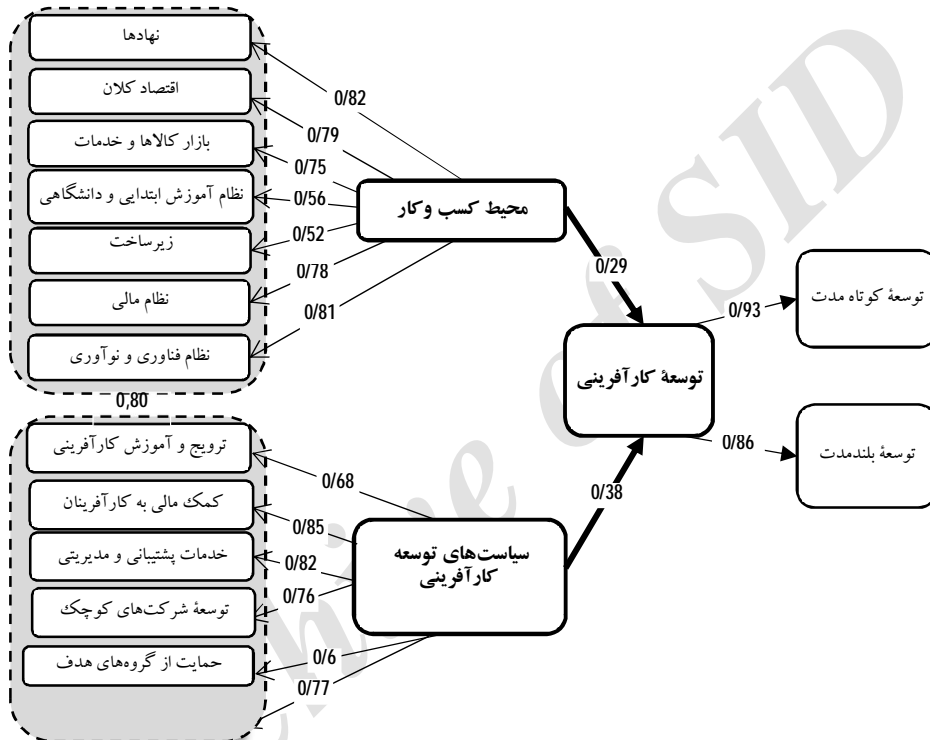 نهادها
اقتصاد کلان
بازار کالاها و خدمات
نظام آموزش ابتدایی و دانشگاهی
زیرساخت
نظام مالی
نظام فناوری و نوآوری
0/82
0/79
0/75
0/56
0/52
0/78
0/81
محیط کسب وکار
0/29
0,80
ترویج و آموزش کارآفرینی
کمک مالی به کارآفرینان
خدمات پشتیبانی و مدیریتی
توسعهٔ شرکت‌های کوچک
حمایت از گروه‌های هدف
0/68
0/85
0/82
0/76
0/6
0/77
سیاست‌های توسعه
کارآفرینی
0/38
توسعهٔ کارآفرینی
0/93
0/86
توسعهٔ کوتاه مدت
توسعهٔ بلندمدت
hive of SID